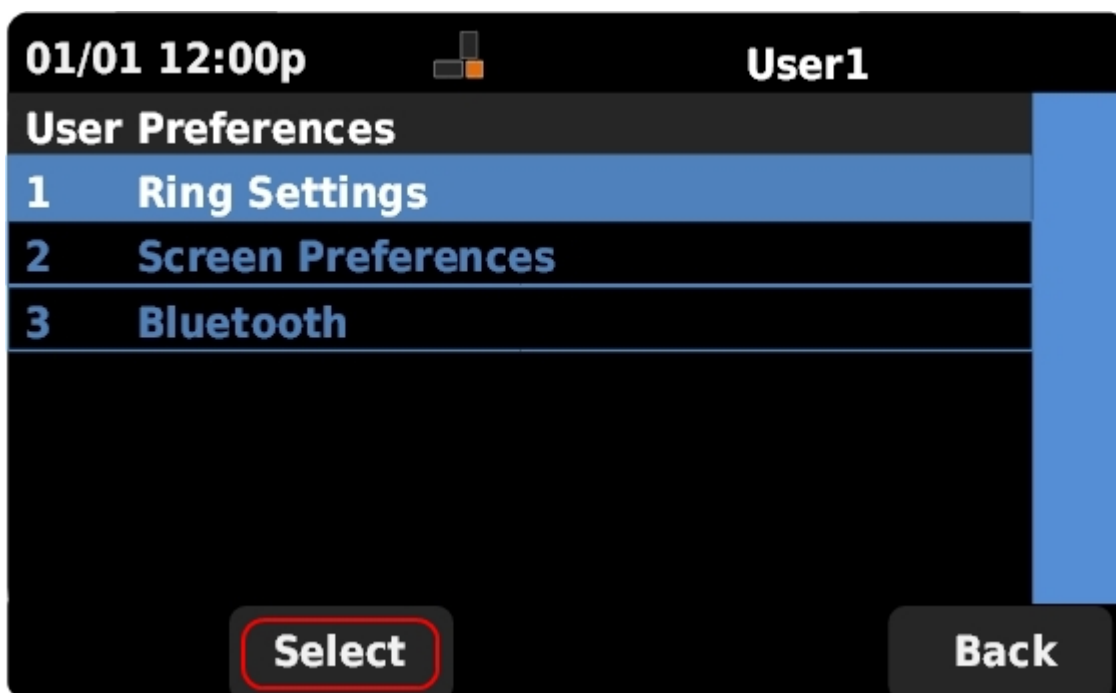 01/01 12:00p User1
User Preferences
1 Ring Settings
2 Screen Preferences
3 Bluetooth
Select Back